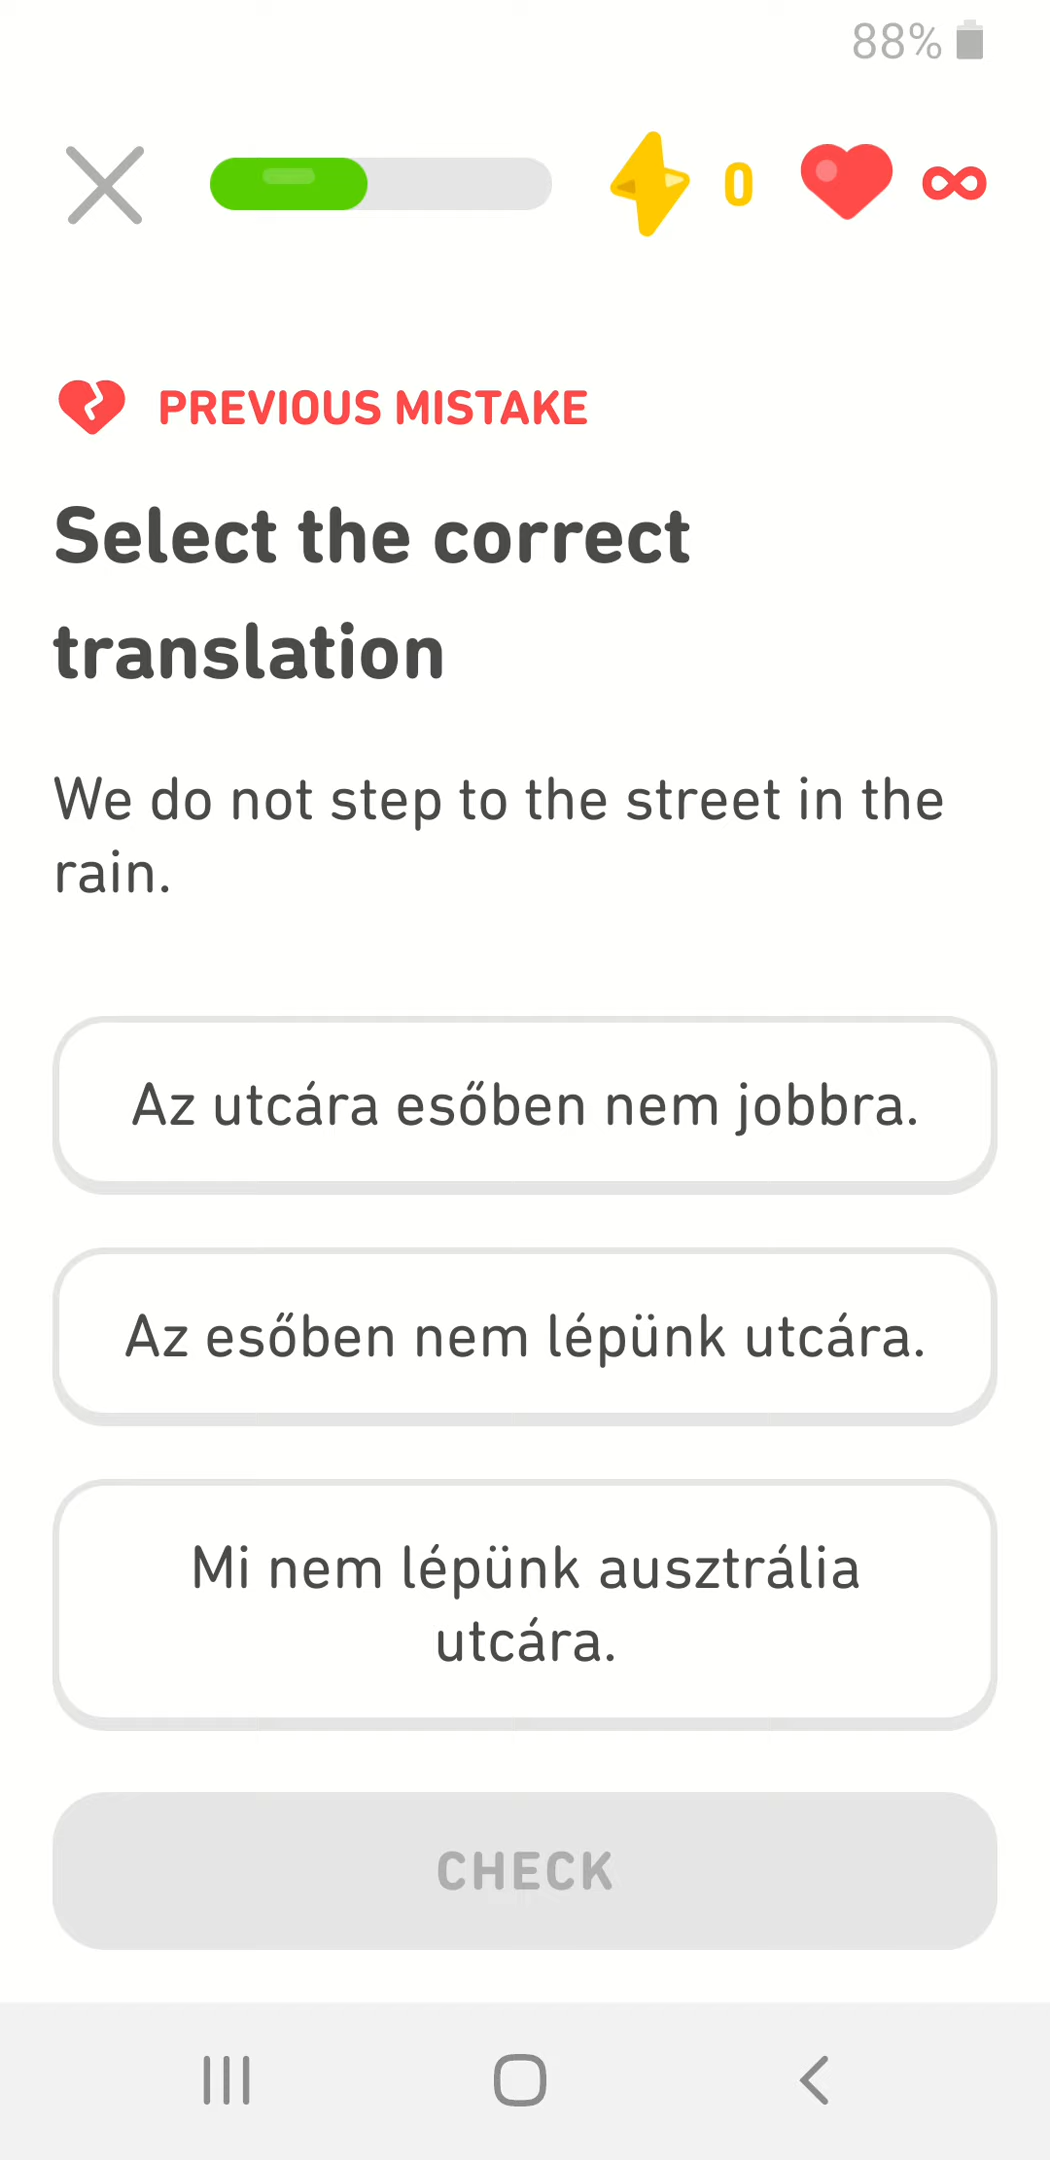 88%
0
PREVIOUS MISTAKE
Select the correct
translation
We do not step to the street in the
rain.
Az utcára esőben nem jobbra.
Az esőben nem lépünk utcára.
Mi nem lépünk ausztrália
utcára.
CHECK